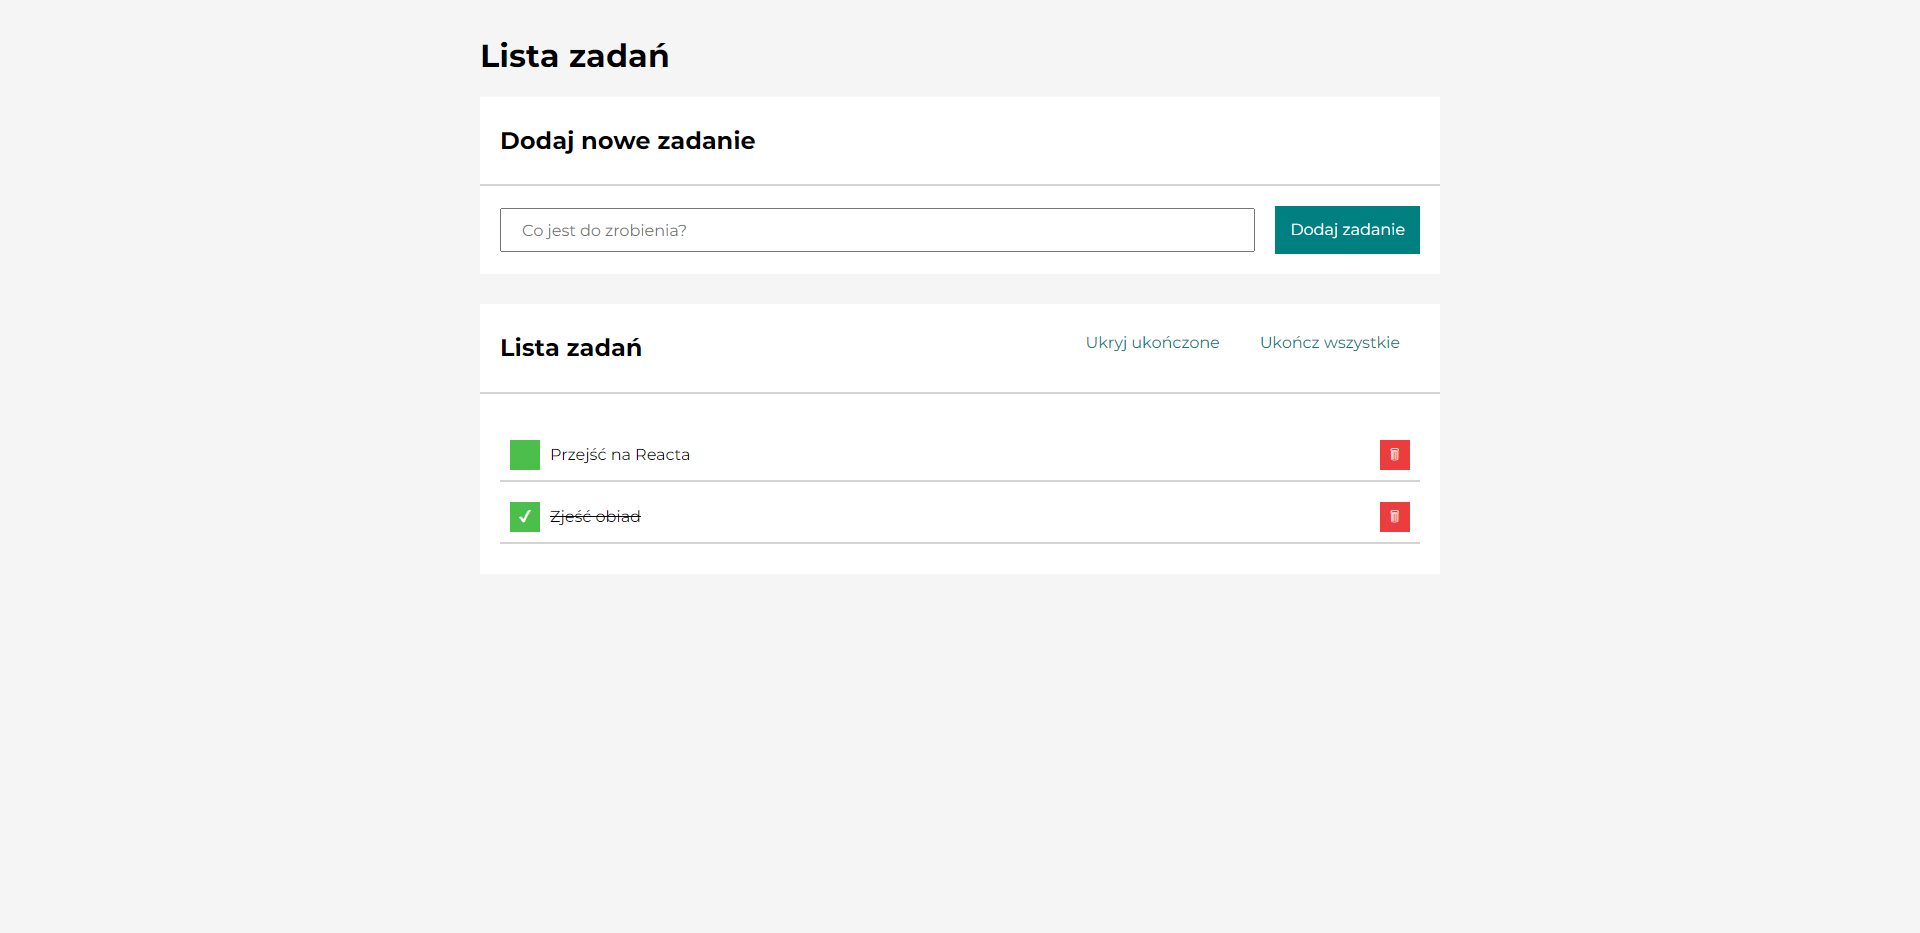 Lista zadań
Dodaj nowe zadanie
Co jest do zrobienia?
Dodaj zadanie
Lista zadań
Ukryj ukończone
Ukończ wszystkie
Przejść na Reacta
✓
Zjeść obiad